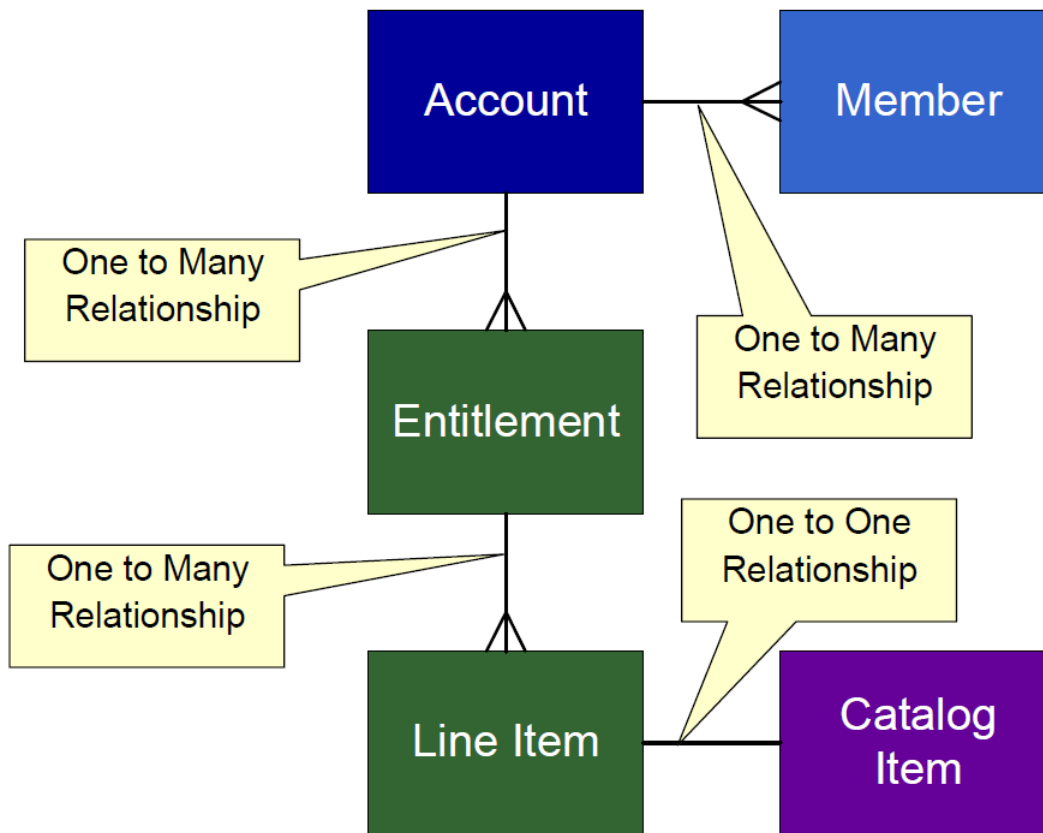 Account
Member
One to Many
Relationship
One to Many
Relationship
Entitlement
One to One
Relationship
One to Many
Relationship
Line Item
Catalog
Item